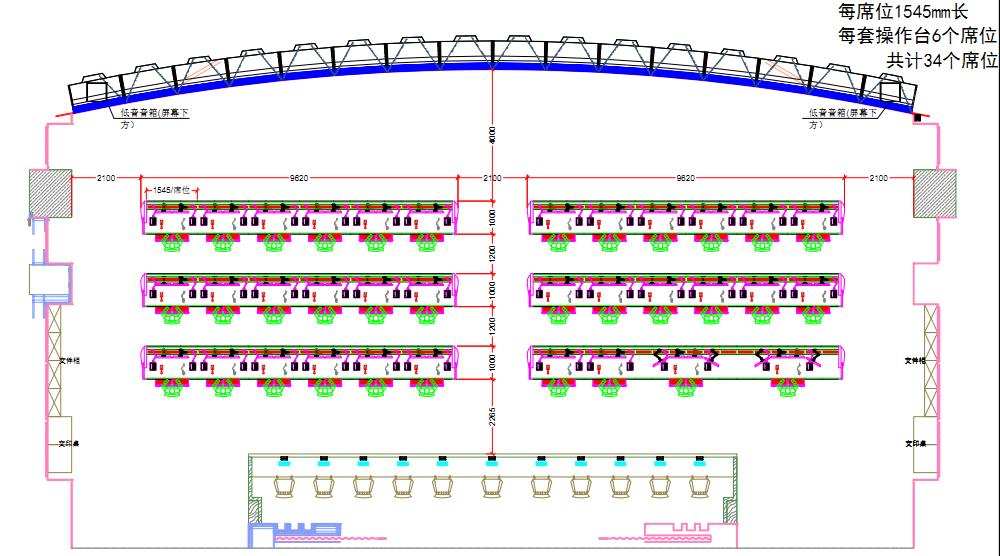 每席位1545mm长
每套操作台6个席位
共计34个席位
低音音箱(屏幕下
方）
低音音箱(屏幕下
方）
4000
2100
9620
2100
9620
2100
1545/席位
1000
1200
1000
1200
1000
2265
文件柜
文件柜
文印桌
文印桌